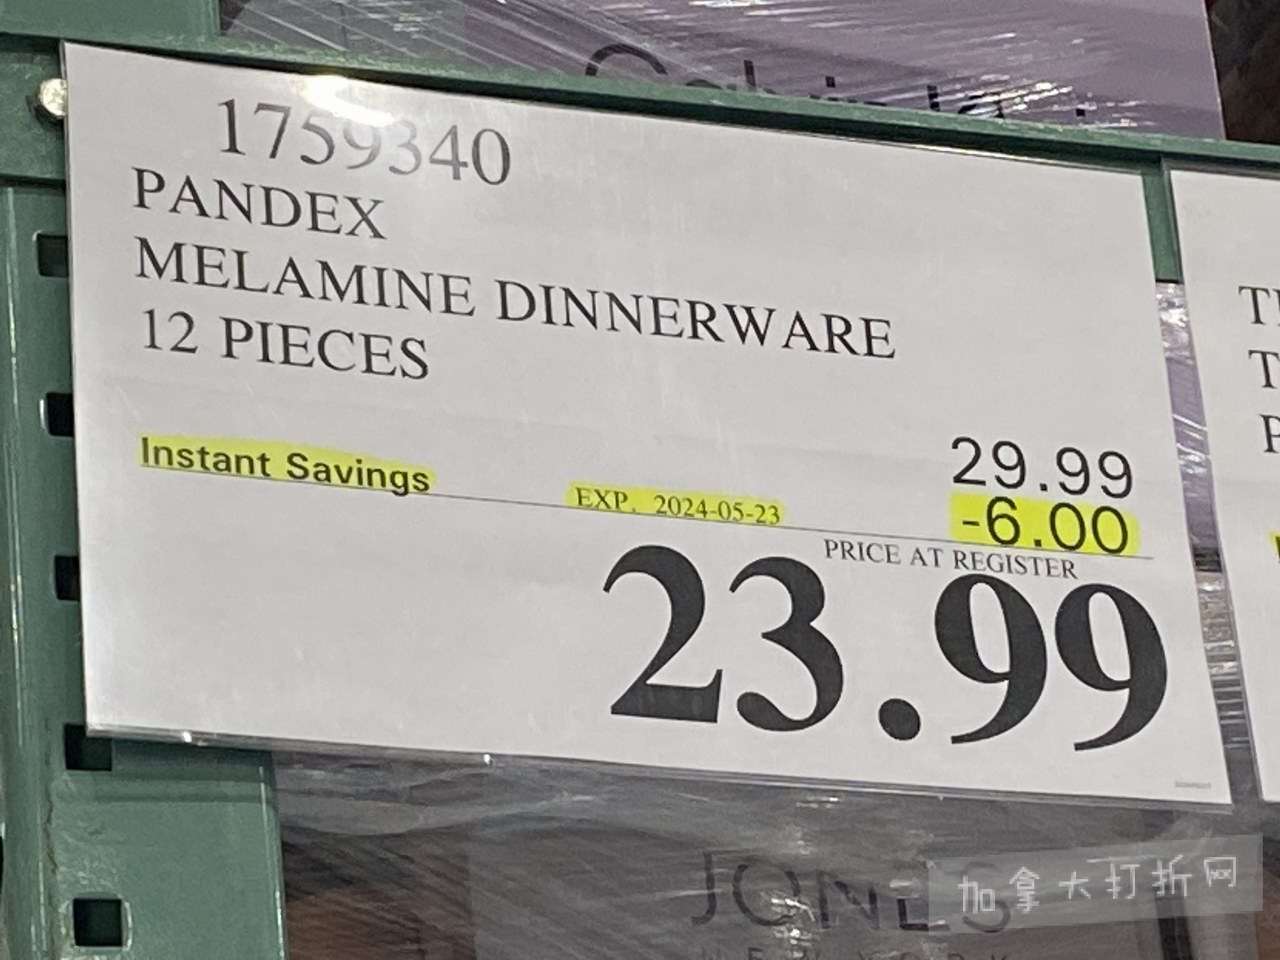 1759340
PANDEX
MELAMINE DINNERWARE
12 PIECES
29.99
Instant Savings EXP. 2024-05-23 -6.00
PRICE AT REGISTER
23.99
T
T
P
JONES
加拿大打折网